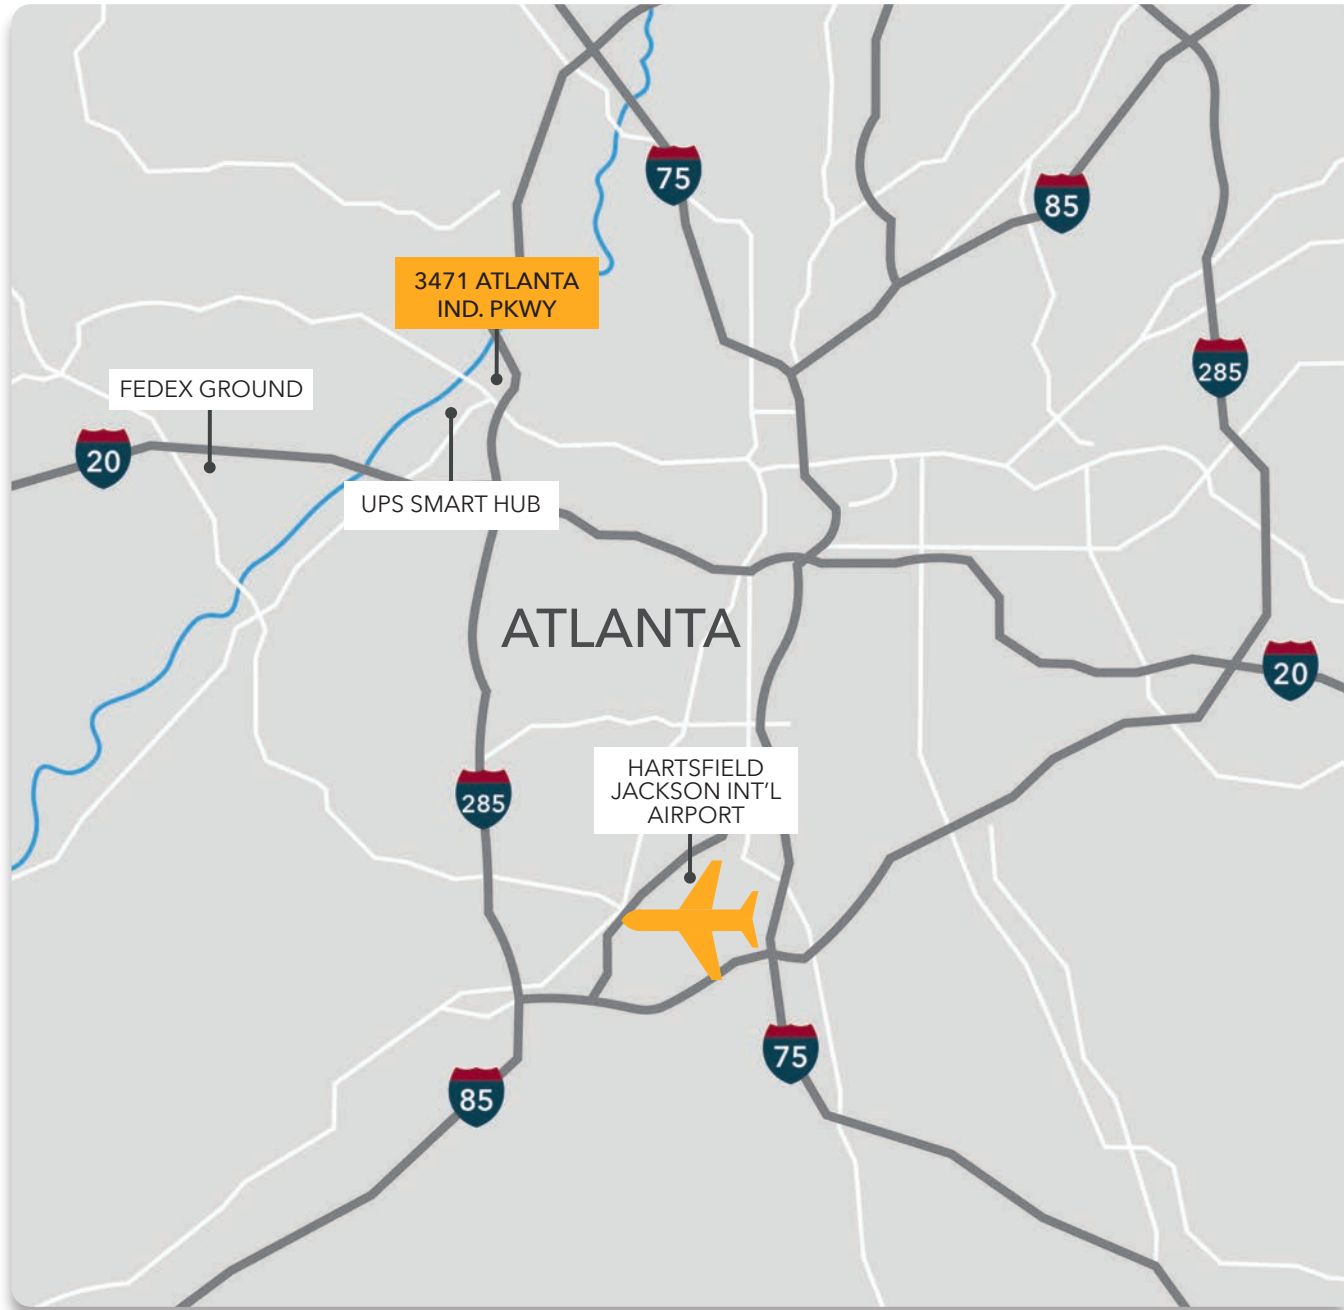 75
85
3471 ATLANTA
IND. PKWY
285
FEDEX GROUND
20
UPS SMART HUB
ATLANTA
20
HARTSFIELD
JACKSON INT'L
AIRPORT
285
75
85